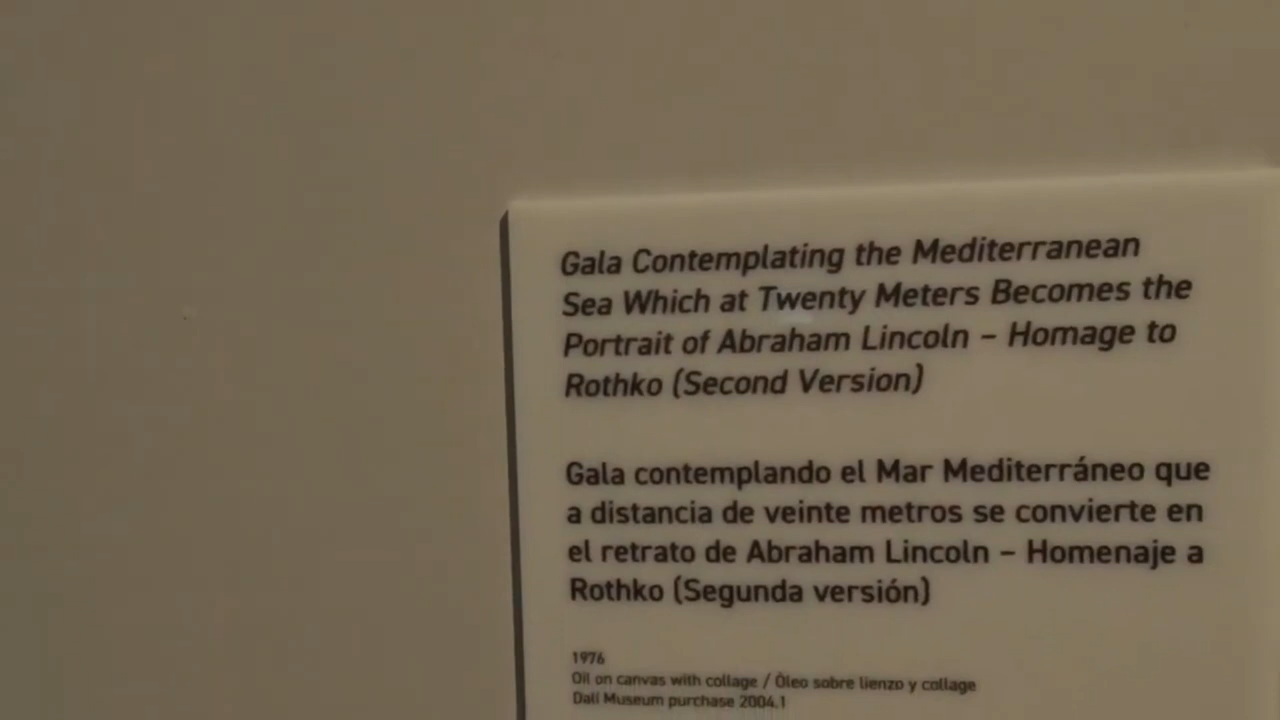 Gala Contemplating the Mediterranean
Sea Which at Twenty Meters Becomes the
Portrait of Abraham Lincoln – Homage to
Rothko (Second Version)
Gala contemplando el Mar Mediterráneo que
a distancia de veinte metros se convierte en
el retrato de Abraham Lincoln – Homenaje a
Rothko (Segunda versión)
1976
Oil on canvas with collage / Óleo sobre lienzo y collage
Dalí Museum purchase 2004.1